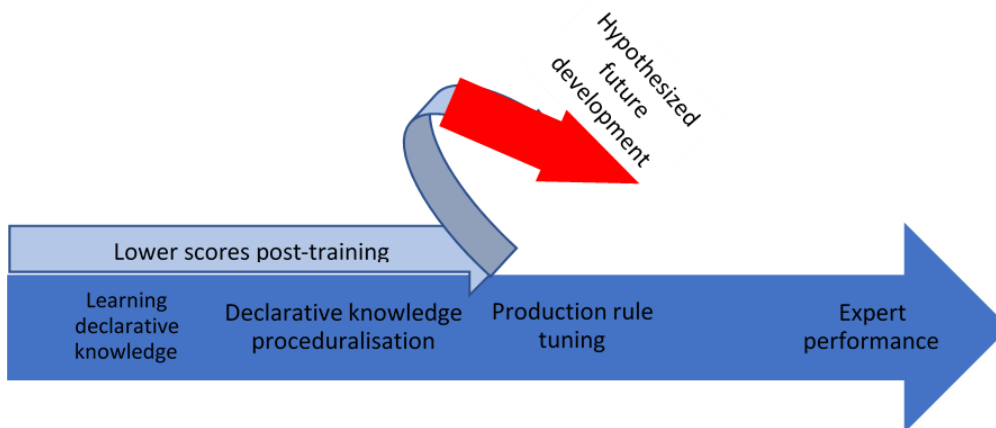 Hypothesized
future
development
Lower scores post-training
Learning
declarative
knowledge
Declarative knowledge
proceduralisation
Production rule
tuning
Expert
performance